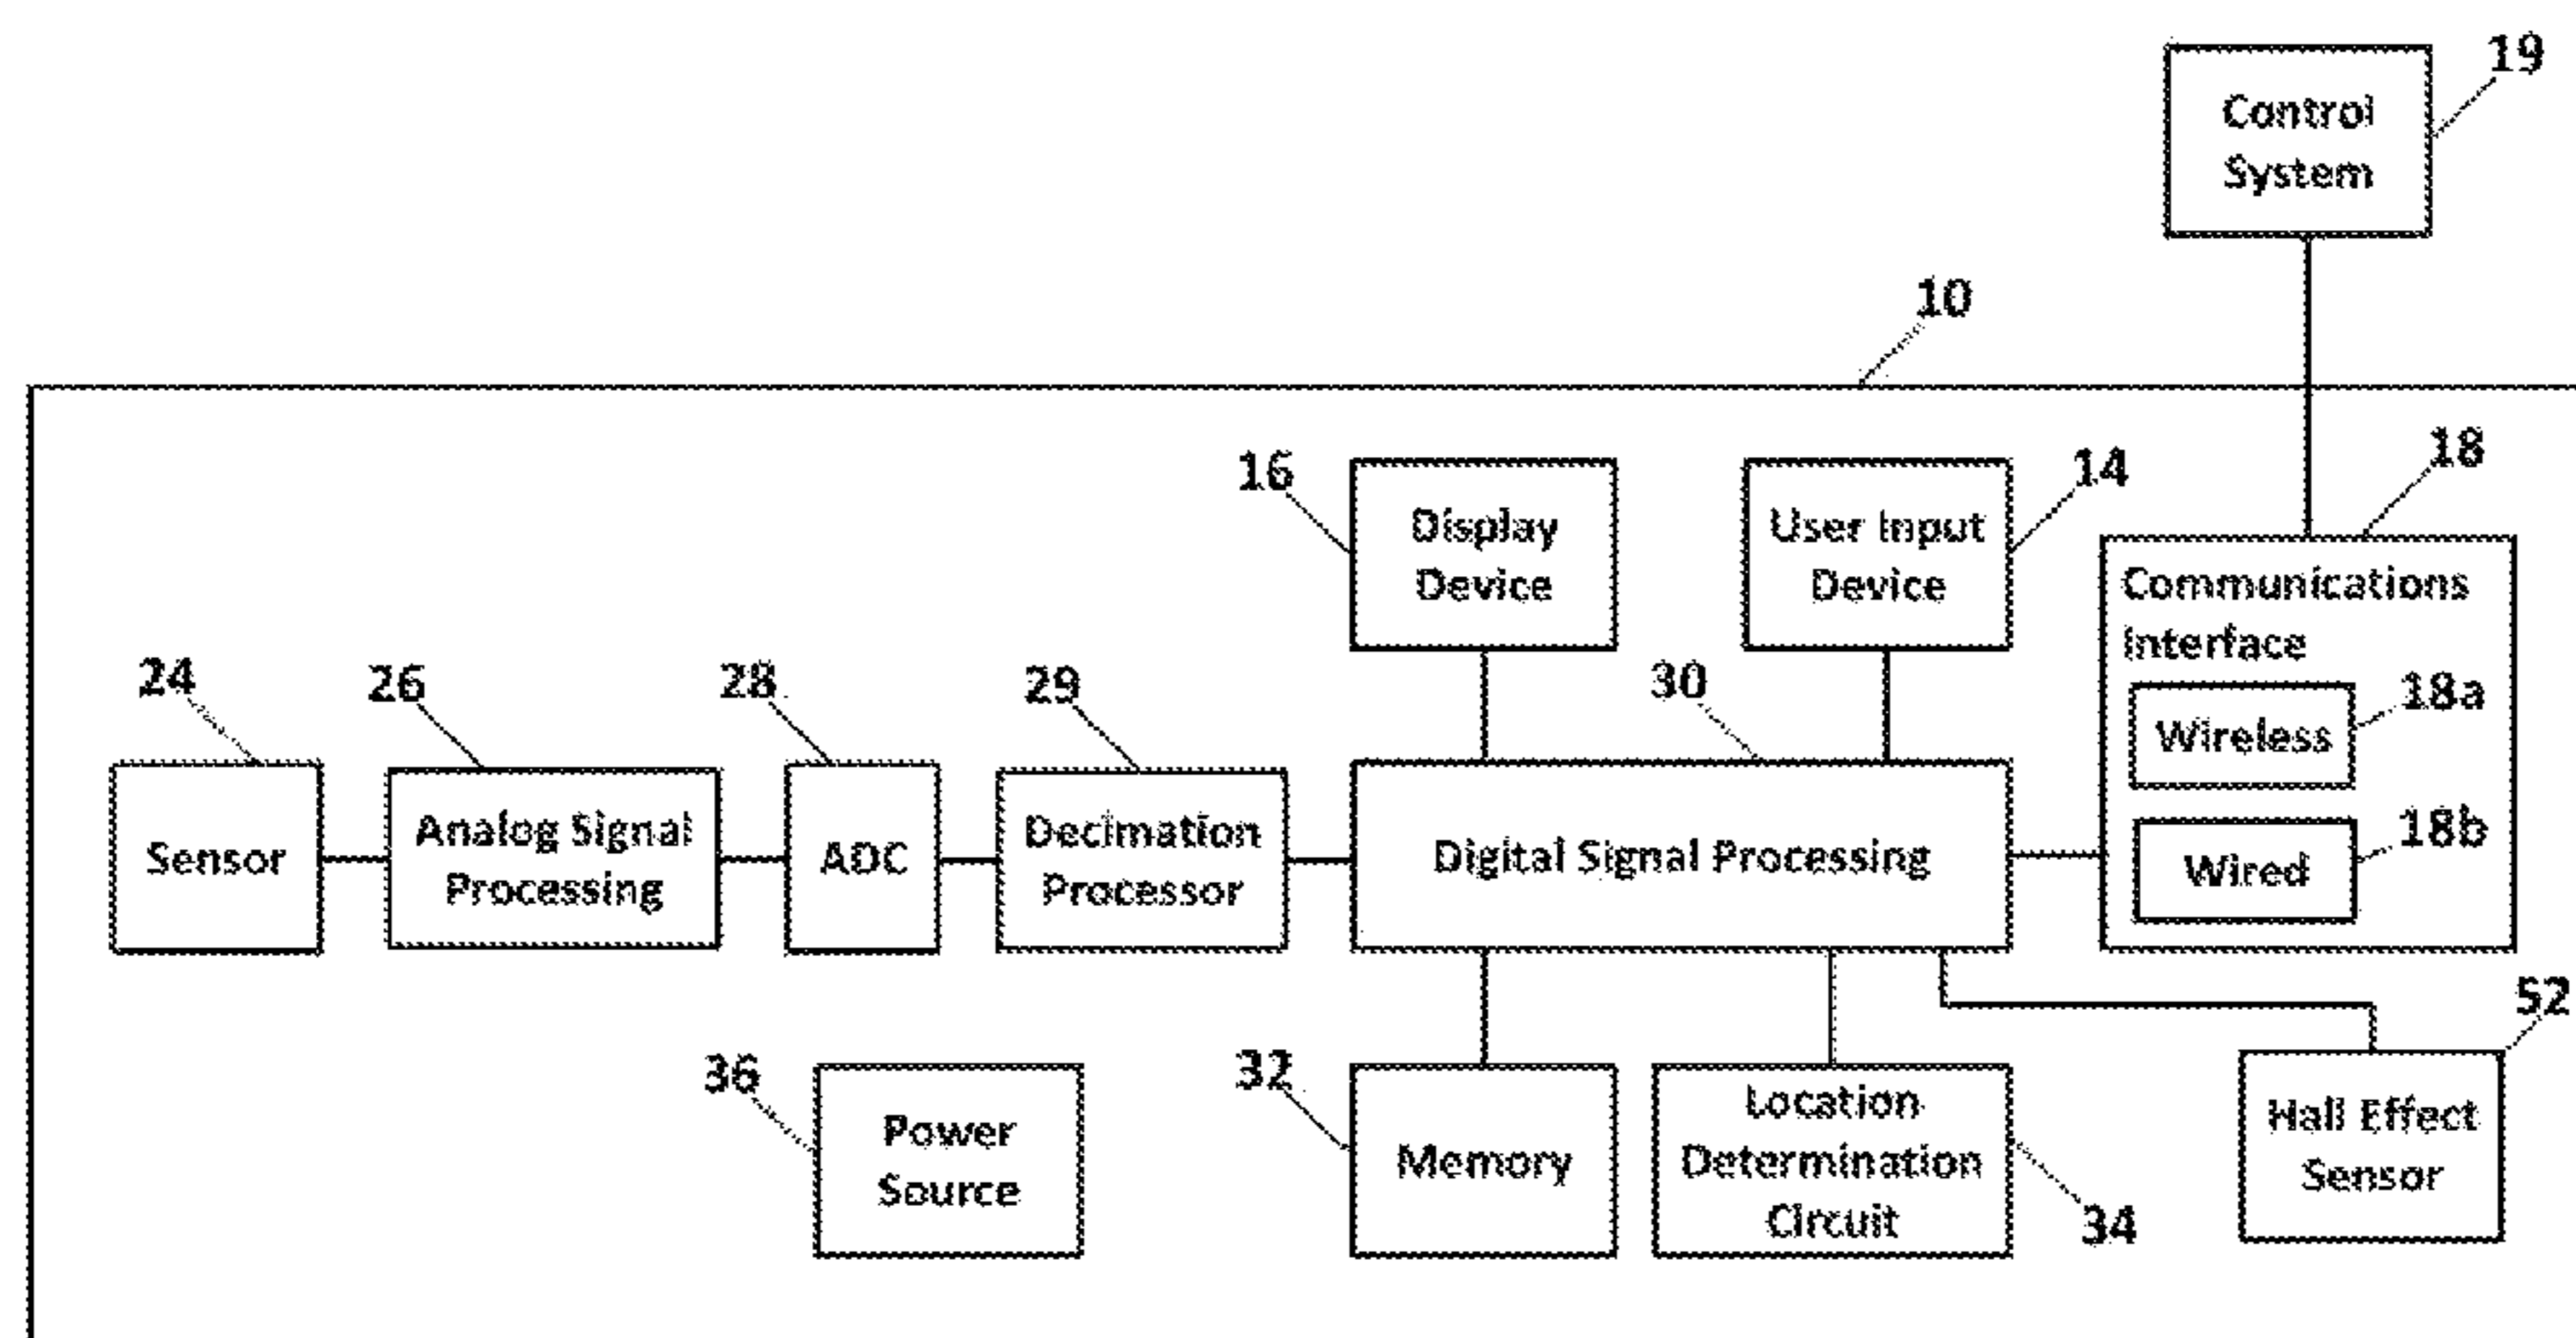 19
Control
System
10
16
Display
Device
14
User Input
Device
18
Communications
Interface
18a
Wireless
18b
Wired
24
Sensor
26
Analog Signal
Processing
28
ADC
29
Decimation
Processor
30
Digital Signal Processing
36
Power
Source
32
Memory
Location
Determination
Circuit
34
52
Hall Effect
Sensor